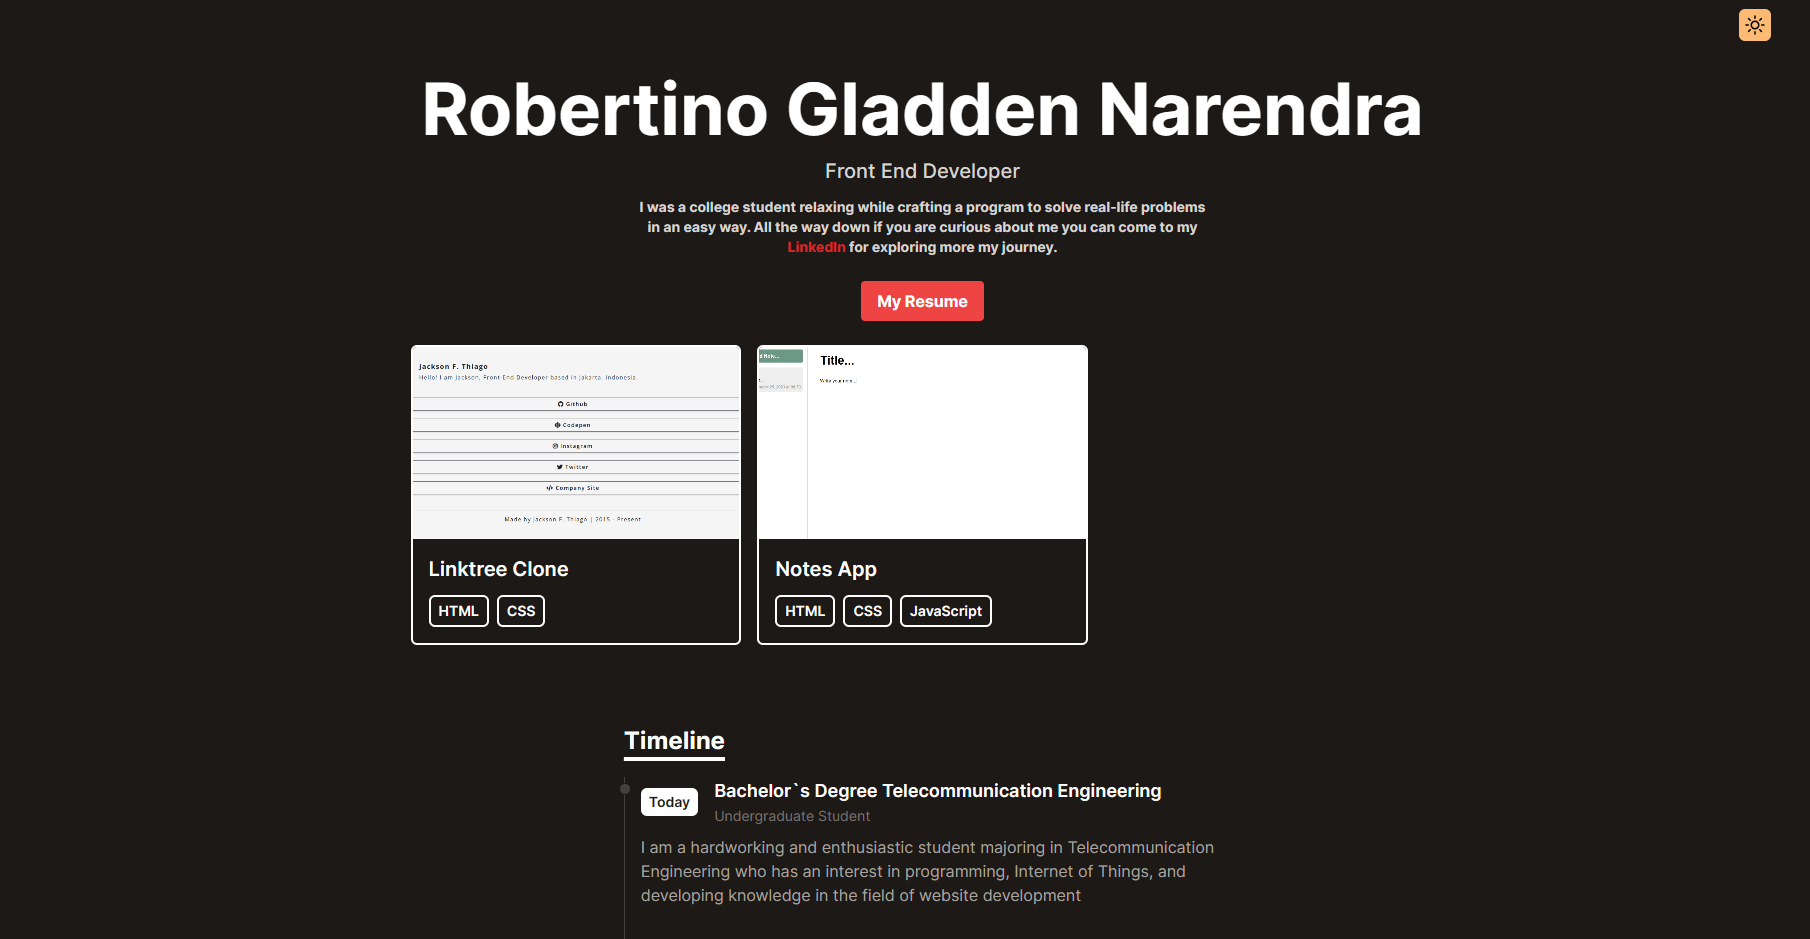 Robertino Gladden Narendra
Front End Developer
I was a college student relaxing while crafting a program to solve real-life problems
in an easy way. All the way down if you are curious about me you can come to my
LinkedIn for exploring more my journey.
My Resume
Jackson F. Thiago
Hello! I am Jackson, Front-End Developer based in Jakarta, Indonesia.
Github
Codepen
Instagram
Twitter
Company Site
Made by Jackson F. Thiago | 2015 - Present
Linktree Clone
HTML CSS
d Note...
Title...
Notes App
HTML CSS JavaScript
Timeline
Today
Bachelor`s Degree Telecommunication Engineering
Undergraduate Student
I am a hardworking and enthusiastic student majoring in Telecommunication
Engineering who has an interest in programming, Internet of Things, and
developing knowledge in the field of website development